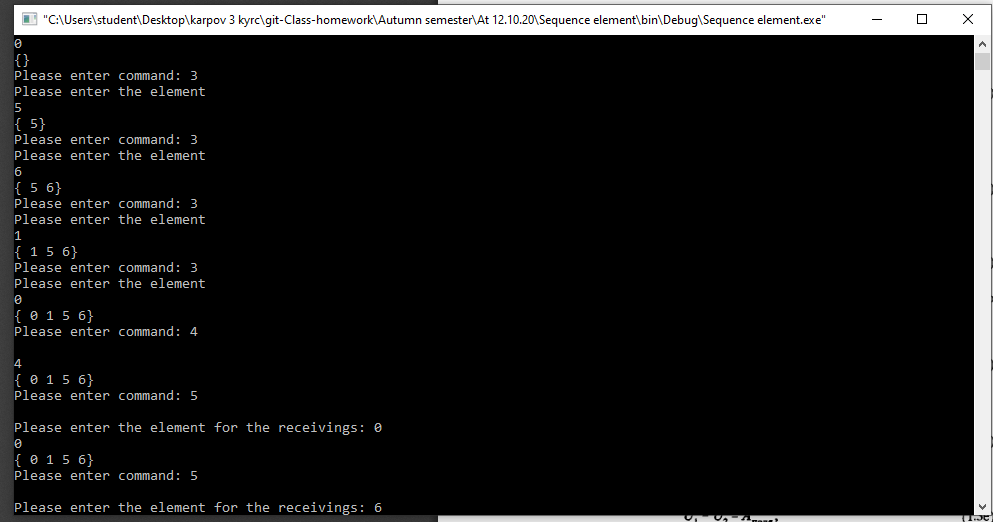 "C:\Users\student\Desktop\karpov 3 kyrc\git-Class-homework\Autumn semester\At 12.10.20\Sequence element\bin\Debug\Sequence element.exe"
0
{}
Please enter command: 3
Please enter the element
5
{ 5}
Please enter command: 3
Please enter the element
6
{ 5 6}
Please enter command: 3
Please enter the element
1
{ 1 5 6}
Please enter command: 3
Please enter the element
0
{ 0 1 5 6}
Please enter command: 4
4
{ 0 1 5 6}
Please enter command: 5
Please enter the element for the receivings: 0
0
{ 0 1 5 6}
Please enter command: 5
Please enter the element for the receivings: 6